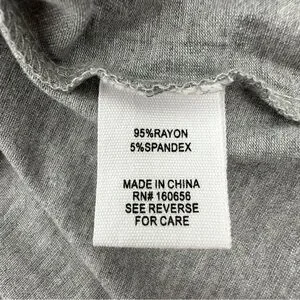 95%RAYON
5%SPANDEX
MADE IN CHINA
RN# 160656
SEE REVERSE
FOR CARE